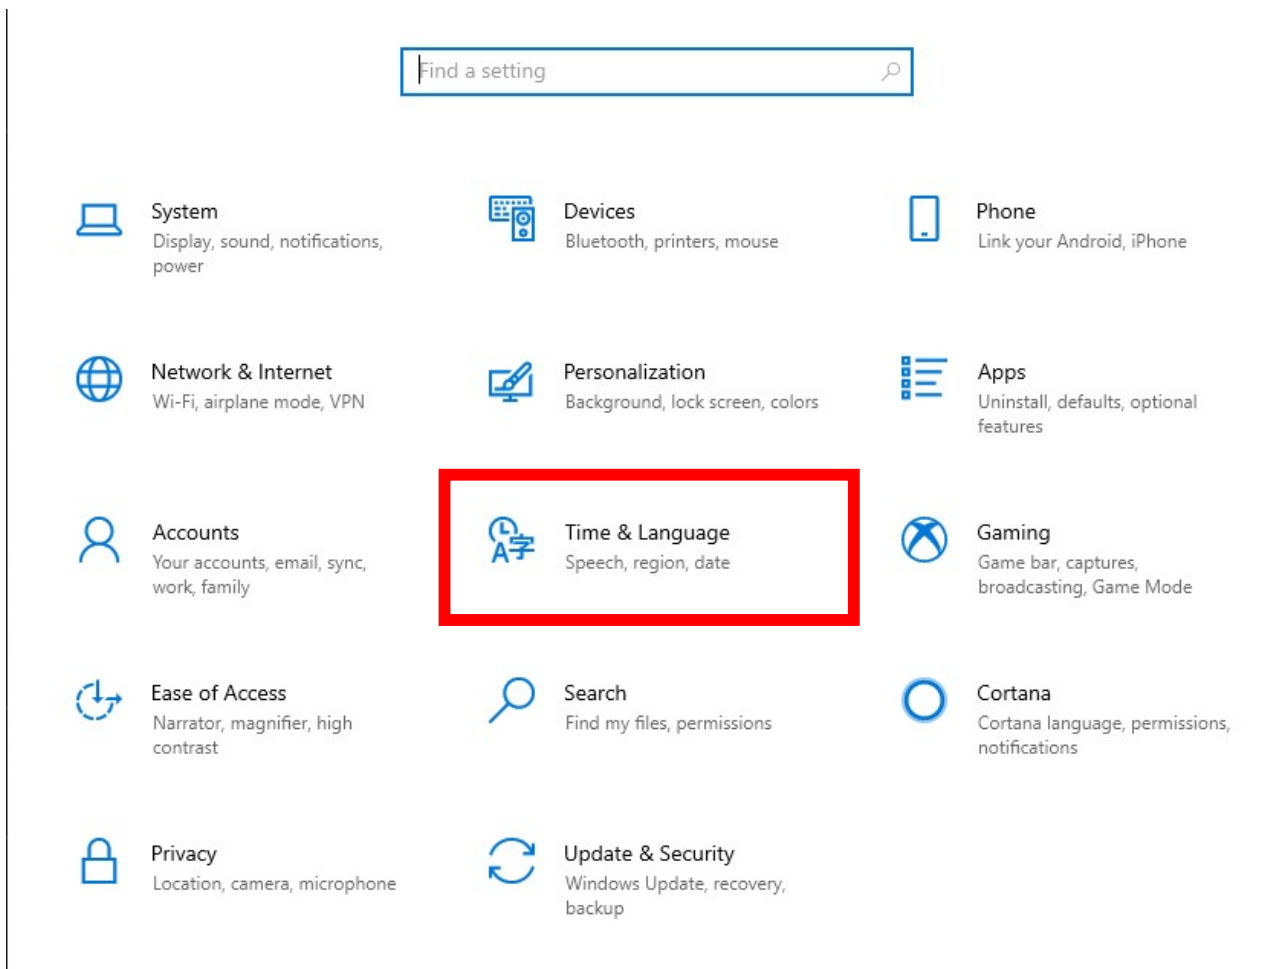 Find a setting
System
Display, sound, notifications,
power
Devices
Bluetooth, printers, mouse
Phone
Link your Android, iPhone
Network & Internet
Wi-Fi, airplane mode, VPN
Personalization
Background, lock screen, colors
Apps
Uninstall, defaults, optional
features
Accounts
Your accounts, email, sync,
work, family
Time & Language
Speech, region, date
Gaming
Game bar, captures,
broadcasting, Game Mode
Ease of Access
Narrator, magnifier, high
contrast
Search
Find my files, permissions
Cortana
Cortana language, permissions,
notifications
Privacy
Location, camera, microphone
Update & Security
Windows Update, recovery,
backup